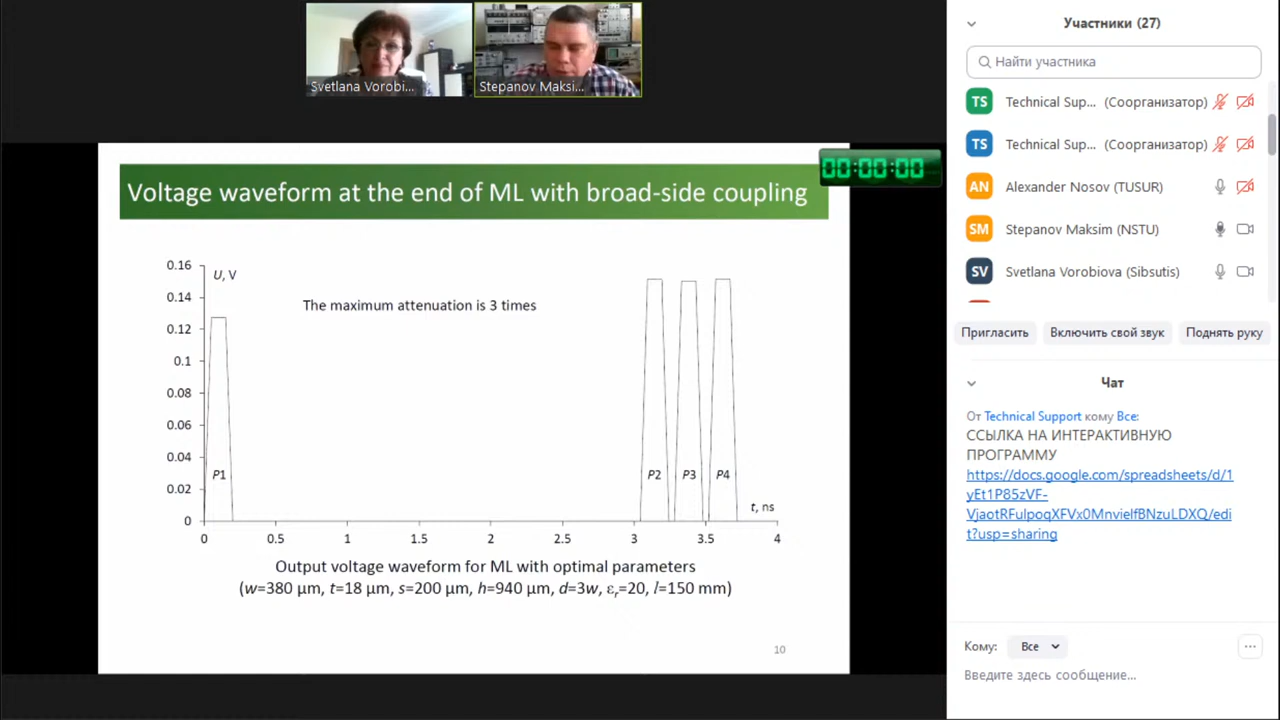 Svetlana Vorobi...
Stepanov Maksi...
00:00:00
Voltage waveform at the end of ML with broad-side coupling
U, V
The maximum attenuation is 3 times
0.16
0.14
0.12
0.1
0.08
0.06
0.04
0.02
0
P1
P2
P3
P4
t, ns
0
0.5
1
1.5
2
2.5
3
3.5
4
Output voltage waveform for ML with optimal parameters
(w=380 μm, t=18 μm, s=200 μm, h=940 μm, d=3w, εr=20, l=150 mm)
10
Участники (27)
Найти участника
TS Technical Sup... (Соорганизатор)
TS Technical Sup... (Соорганизатор)
AN Alexander Nosov (TUSUR)
SM Stepanov Maksim (NSTU)
SV Svetlana Vorobiova (Sibsutis)
Пригласить Включить свой звук Поднять руку
Чат
От Technical Support кому Все:
ССЫЛКА НА ИНТЕРАКТИВНУЮ
ПРОГРАММУ
https://docs.google.com/spreadsheets/d/1
yEt1P85zVF-
VjaotRFulpoqXFVx0MnvielfBNzuLDXQ/edi
t?usp=sharing
Кому: Все
Введите здесь сообщение...